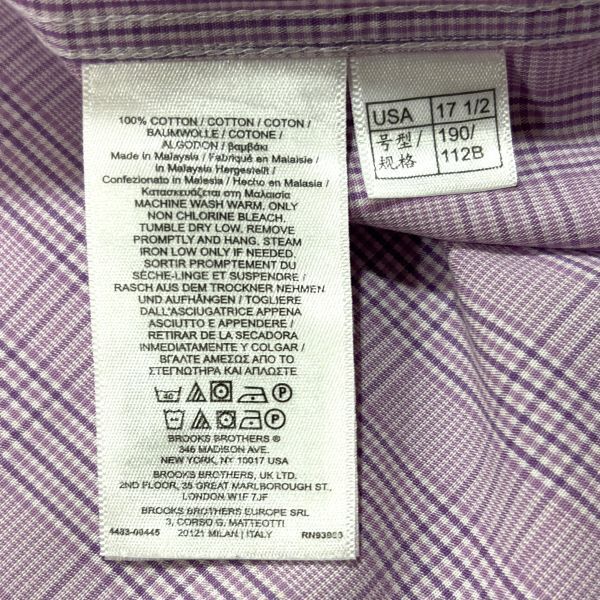 100% COTTON / COTTON / COTON /
BAUMWOLLE / COTONE /
ALGODON / βαμβάκι
Made in Malaysia / Fabriqué en Malaisie /
in Malaysia Hergestellt /
Confezionato in Malesia / Hecho en Malasia /
Κατασκευάζεται στη Μαλαισία
MACHINE WASH WARM, ONLY
NON CHLORINE BLEACH,
TUMBLE DRY LOW, REMOVE
PROMPTLY AND HANG. STEAM
IRON LOW ONLY IF NEEDED.
SORTIR PROMPTEMENT DU
SÈCHE-LINGE ET SUSPENDRE /
RASCH AUS DEM TROCKNER NEHMEN
UND AUFHÄNGEN / TOGLIERE
DALL'ASCIUGATRICE APPENA
ASCIUTTO E APPENDERE /
RETIRAR DE LA SECADORA
INMEDIATAMENTE Y COLGAR /
ΒΓΑΛΤΕ ΑΜΕΣΩΣ ΑΠΟ ΤΟ
ΣΤΕΓΝΩΤΗΡΑ ΚΑΙ ΑΠΛΩΣΤΕ
40 P
P
BROOKS BROTHERS ®
346 MADISON AVE.
NEW YORK, NY 10017 USA
BROOKS BROTHERS, UK LTD.
2ND FLOOR, 35 GREAT MARLBOROUGH ST.,
LONDON W1F 7JF
BROOKS BROTHERS EUROPE SRL
3, CORSO G. MATTEOTTI
20121 MILAN | ITALY
USA 17 1/2
号型/ 190/
规格 112B